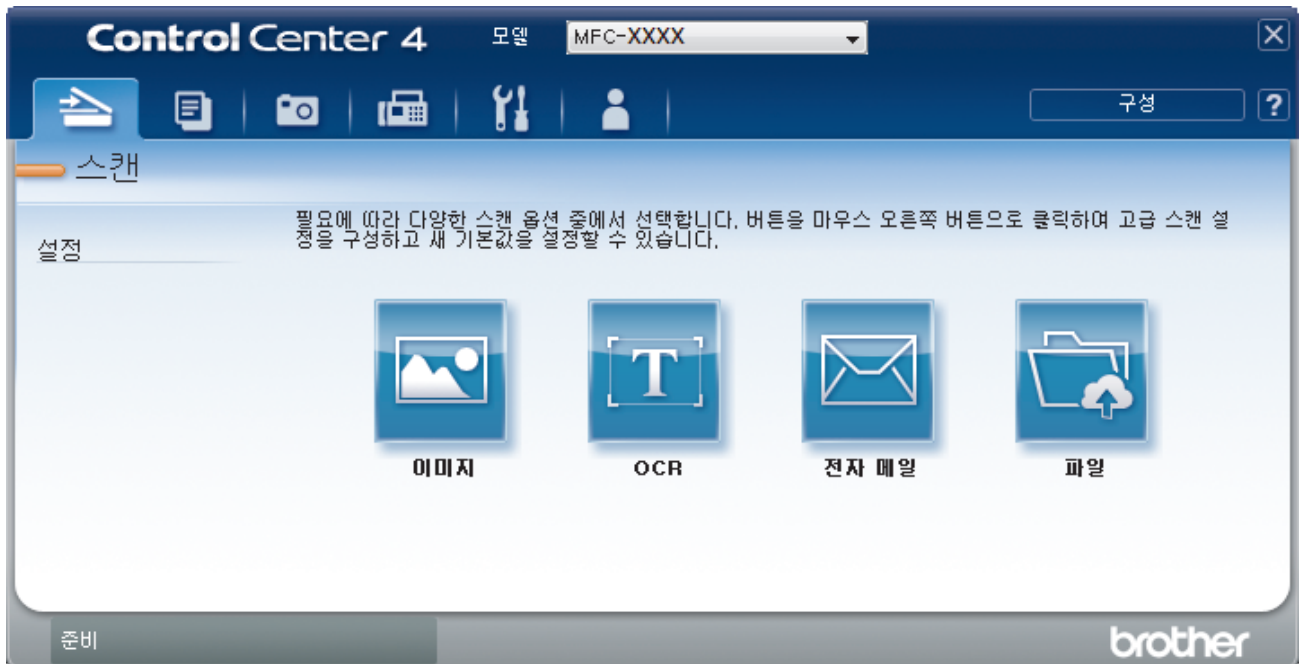 Control Center 4
모델
MFC-XXXX
구성
?
스캔
설정
필요에 따라 다양한 스캔 옵션 중에서 선택합니다. 버튼을 마우스 오른쪽 버튼으로 클릭하여 고급 스캔 설
정을 구성하고 새 기본값을 설정할 수 있습니다.
T
이미지
OCR
전자 메일
파일
준비
brother